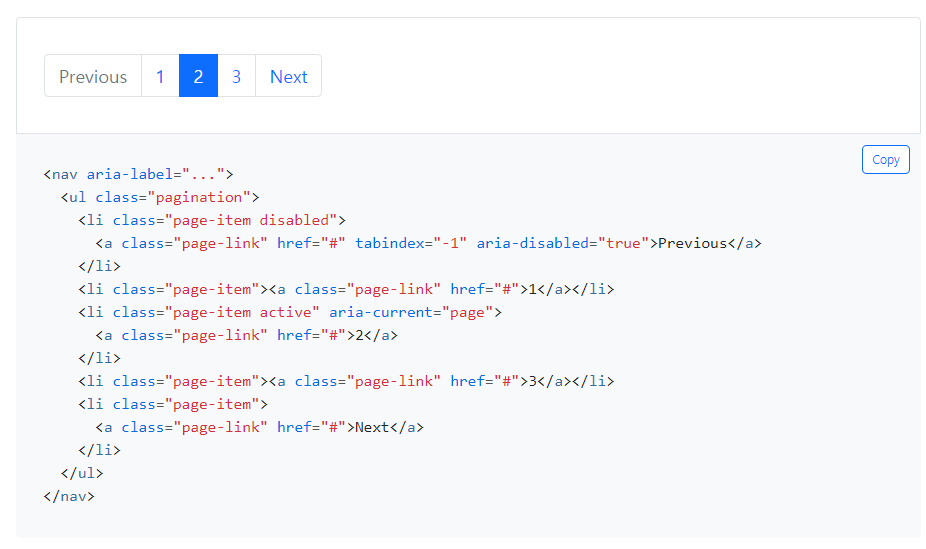 Previous 1 2 3 Next
Copy
<nav aria-label="...">
  <ul class="pagination">
    <li class="page-item disabled">
      <a class="page-link" href="#" tabindex="-1" aria-disabled="true">Previous</a>
    </li>
    <li class="page-item"><a class="page-link" href="#">1</a></li>
    <li class="page-item active" aria-current="page">
      <a class="page-link" href="#">2</a>
    </li>
    <li class="page-item"><a class="page-link" href="#">3</a></li>
    <li class="page-item">
      <a class="page-link" href="#">Next</a>
    </li>
  </ul>
</nav>